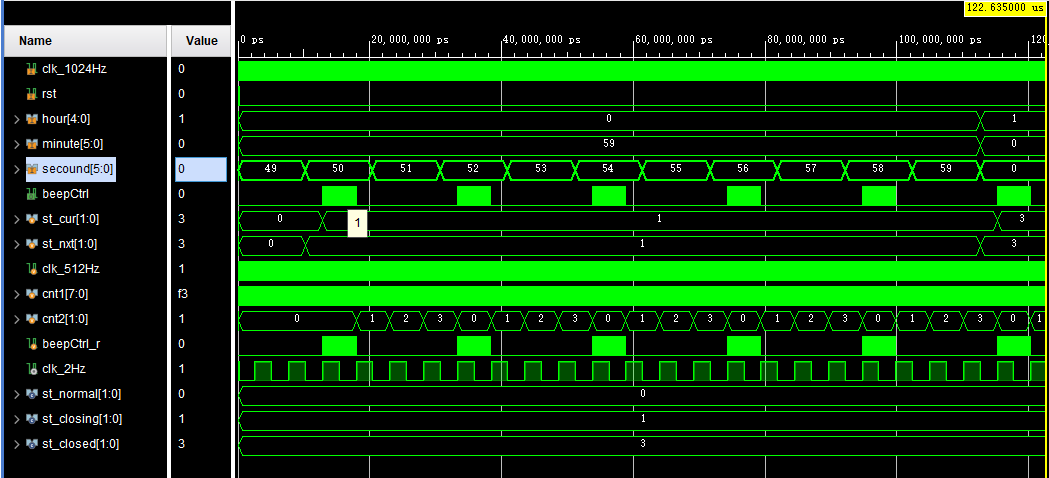 122.635000 us
Name Value
0 ps 20,000,000 ps 40,000,000 ps 60,000,000 ps 80,000,000 ps 100,000,000 ps 120
clk_1024Hz 0
rst 0
hour[4:0] 1 0 1
minute[5:0] 0 59 0
secound[5:0] 0 49 50 51 52 53 54 55 56 57 58 59 0
beepCtrl 0
st_cur[1:0] 3 0 1 1 3
st_nxt[1:0] 3 0 1 3
clk_512Hz 1
cnt1[7:0] f3
cnt2[1:0] 1 0 1 2 3 0 1 2 3 0 1 2 3 0 1 2 3 0 1 2 3 0 1
beepCtrl_r 0
clk_2Hz 1
st_normal[1:0] 0 0
st_closing[1:0] 1 1
st_closed[1:0] 3 3